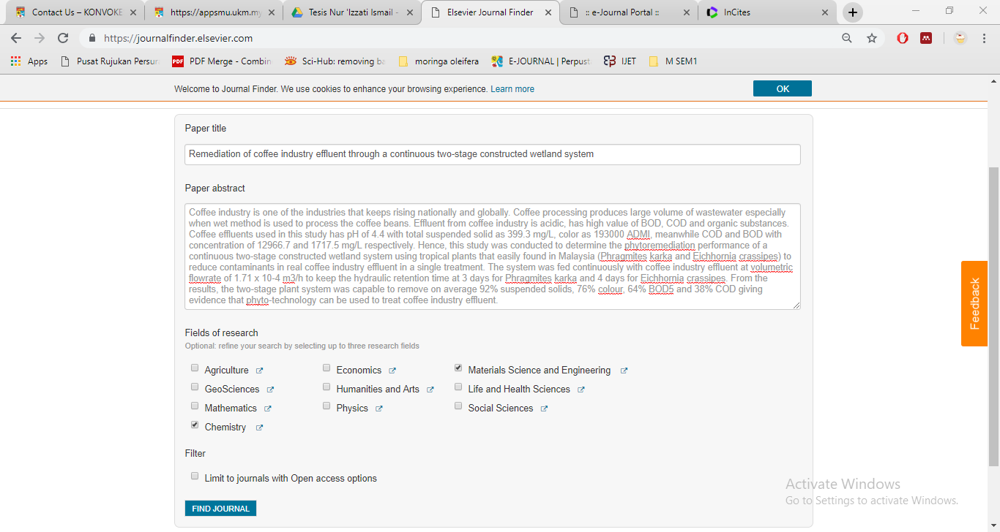 Contact Us – KONVOKE
https://appsmu.ukm.my
Tesis Nur 'Izzati Ismail -
Elsevier Journal Finder
:: e-Journal Portal ::
InCites
https://journalfinder.elsevier.com
Apps
Pusat Rujukan Persur
PDF
PDF Merge - Combin
Sci-Hub: removing ba
moringa oleifera
E-JOURNAL | Perpust
IJET
M SEM1
Welcome to Journal Finder. We use cookies to enhance your browsing experience. Learn more
OK
Paper title
Remediation of coffee industry effluent through a continuous two-stage constructed wetland system
Paper abstract
Coffee industry is one of the industries that keeps rising nationally and globally. Coffee processing produces large volume of wastewater especially
when wet method is used to process the coffee beans. Effluent from coffee industry is acidic, has high value of BOD, COD and organic substances.
Coffee effluents used in this study has pH of 4.4 with total suspended solid as 399.3 mg/L, color as 193000 ADMI, meanwhile COD and BOD with
concentration of 12966.7 and 1717.5 mg/L respectively. Hence, this study was conducted to determine the phytoremediation performance of a
continuous two-stage constructed wetland system using tropical plants that easily found in Malaysia (Phragmites karka and Eichhornia crassipes) to
reduce contaminants in real coffee industry effluent in a single treatment. The system was fed continuously with coffee industry effluent at volumetric
flowrate of 1.71 x 10-4 m3/h to keep the hydraulic retention time at 3 days for Phragmites karka and 4 days for Eichhornia crassipes. From the
results, the two-stage plant system was capable to remove on average 92% suspended solids, 76% colour, 64% BOD5 and 38% COD giving
evidence that phyto-technology can be used to treat coffee industry effluent.
Feedback
Fields of research
Optional: refine your search by selecting up to three research fields
Agriculture
Economics
Materials Science and Engineering
GeoSciences
Humanities and Arts
Life and Health Sciences
Mathematics
Physics
Social Sciences
Chemistry
Filter
Limit to journals with Open access options
FIND JOURNAL
Activate Windows
Go to Settings to activate Windows.